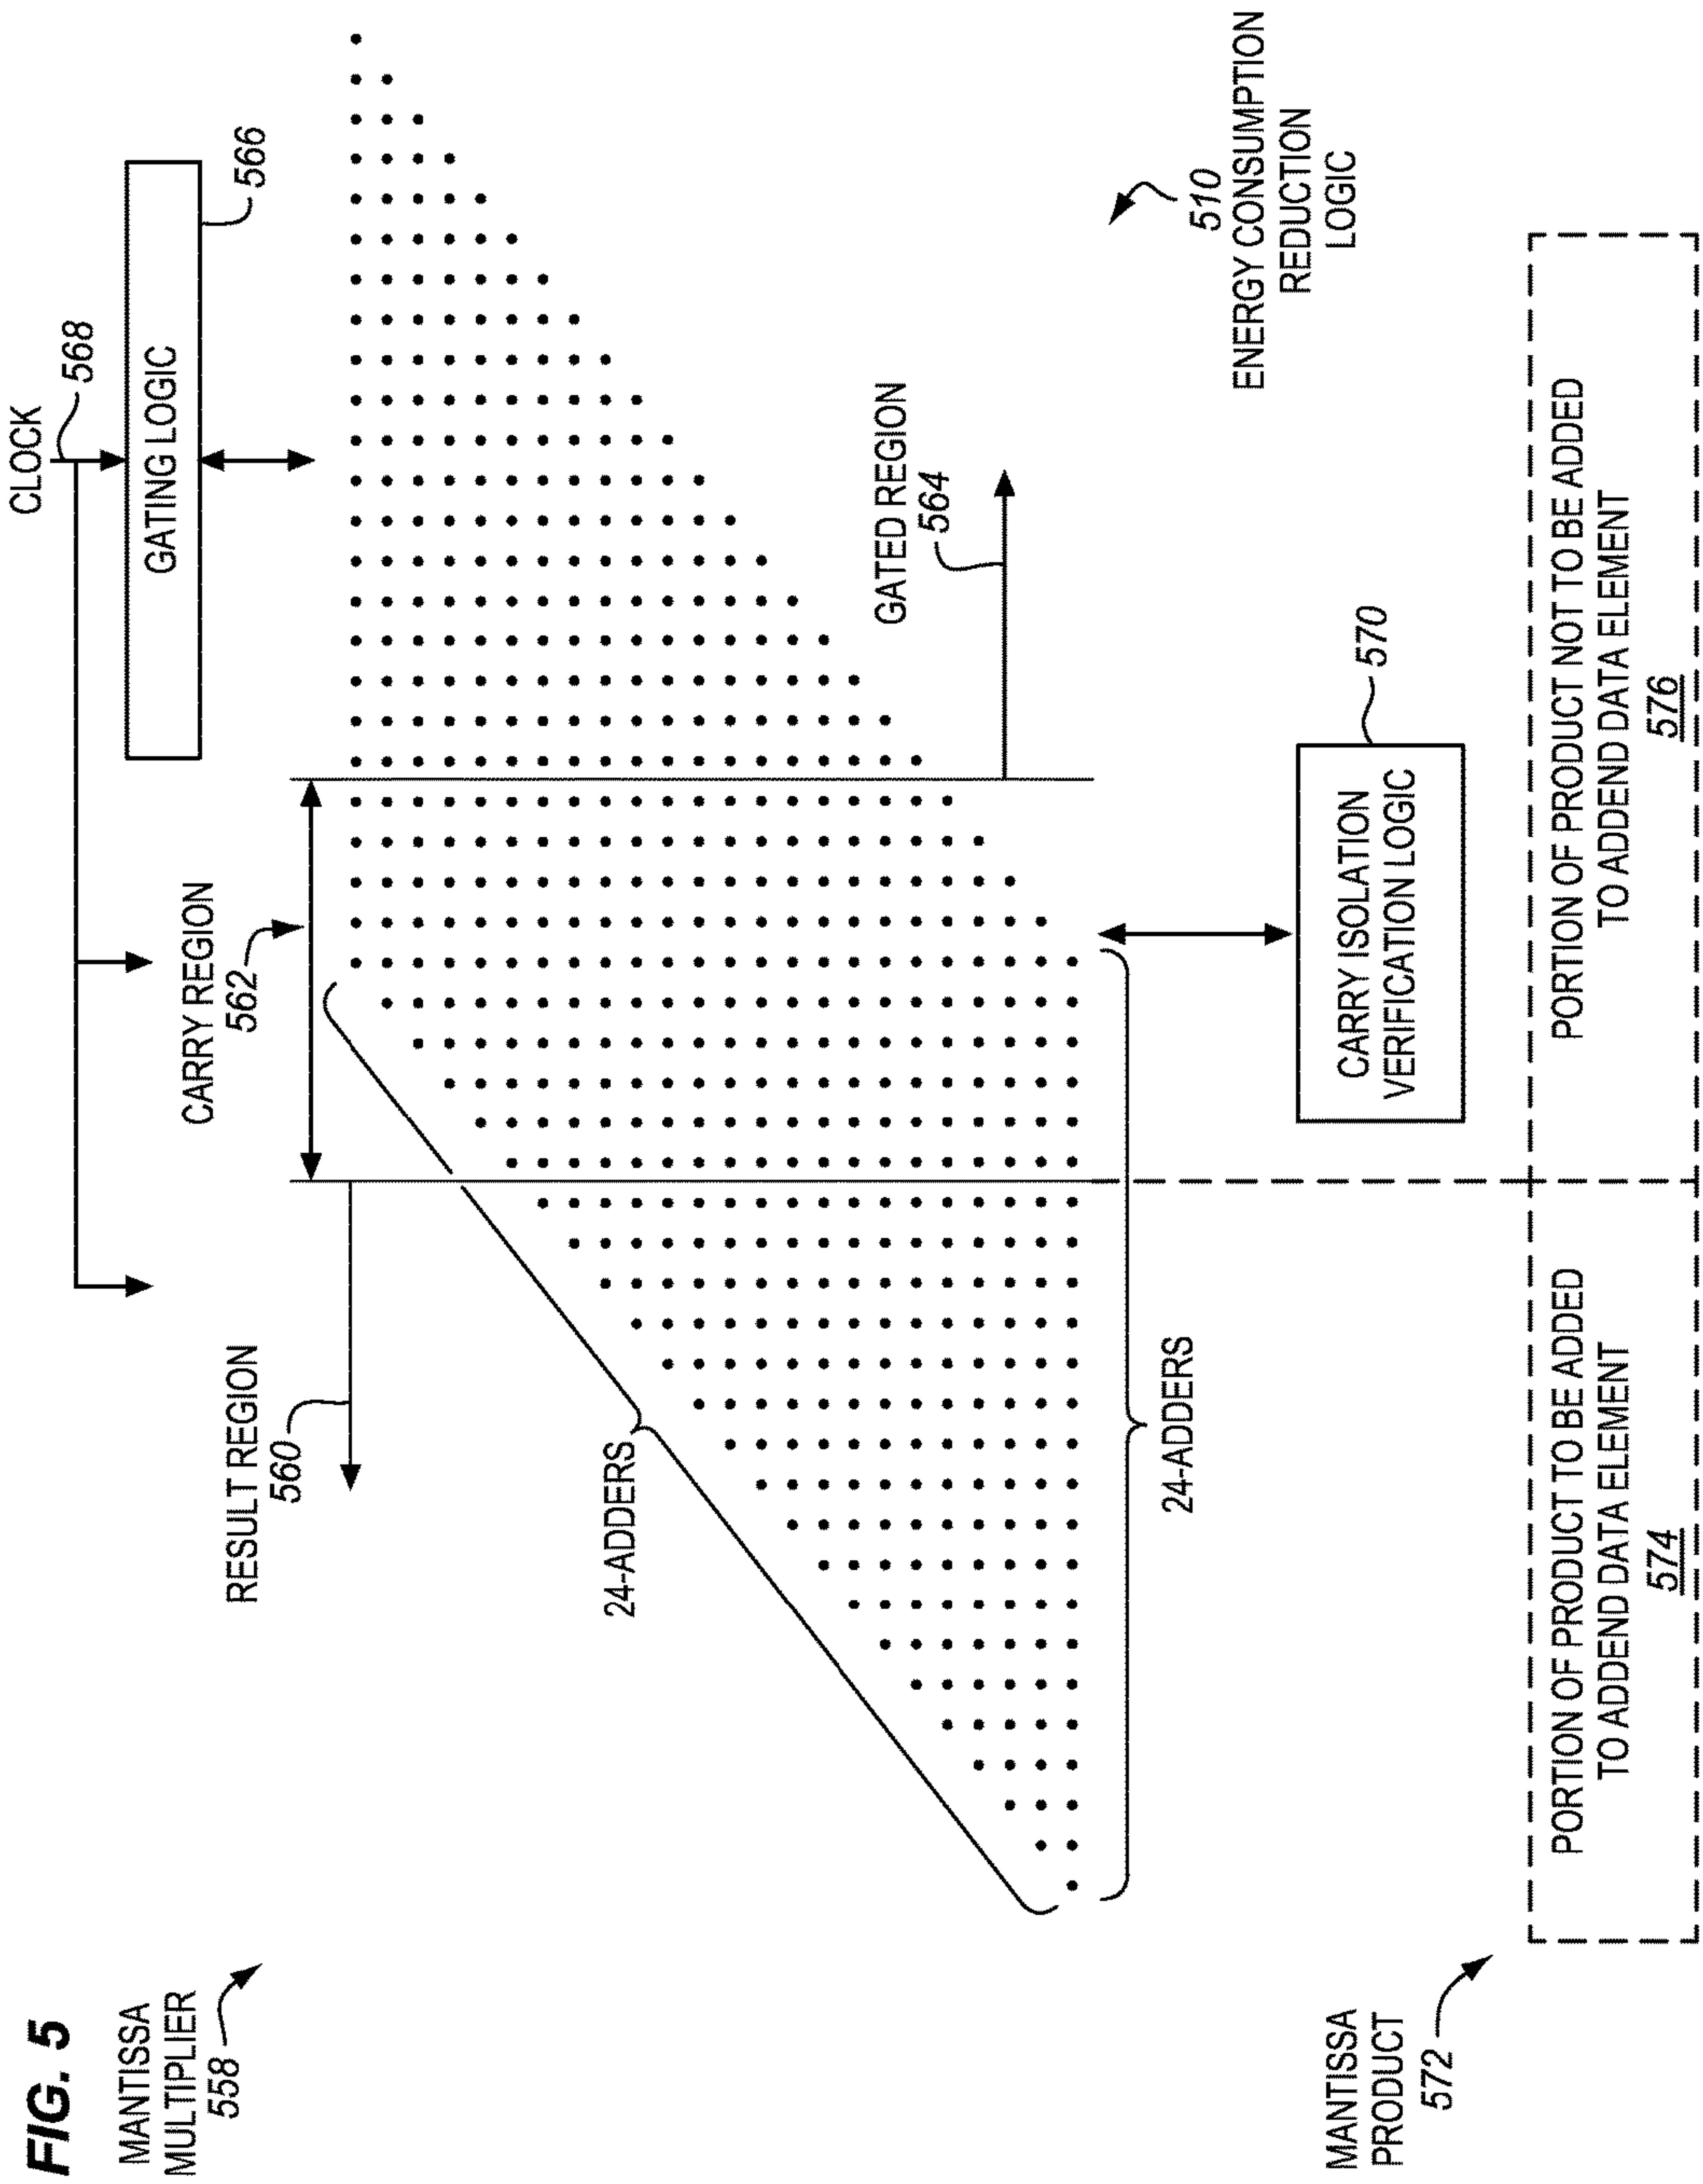 FIG. 5
MANTISSA
MULTIPLIER
558
CLOCK
568
GATING LOGIC
566
RESULT REGION
560
CARRY REGION
562
24-ADDERS
GATED REGION
564
24-ADDERS
510
ENERGY CONSUMPTION
REDUCTION
LOGIC
CARRY ISOLATION
VERIFICATION LOGIC
570
MANTISSA
PRODUCT
572
PORTION OF PRODUCT TO BE ADDED
TO ADDEND DATA ELEMENT
574
PORTION OF PRODUCT NOT TO BE ADDED
TO ADDEND DATA ELEMENT
576